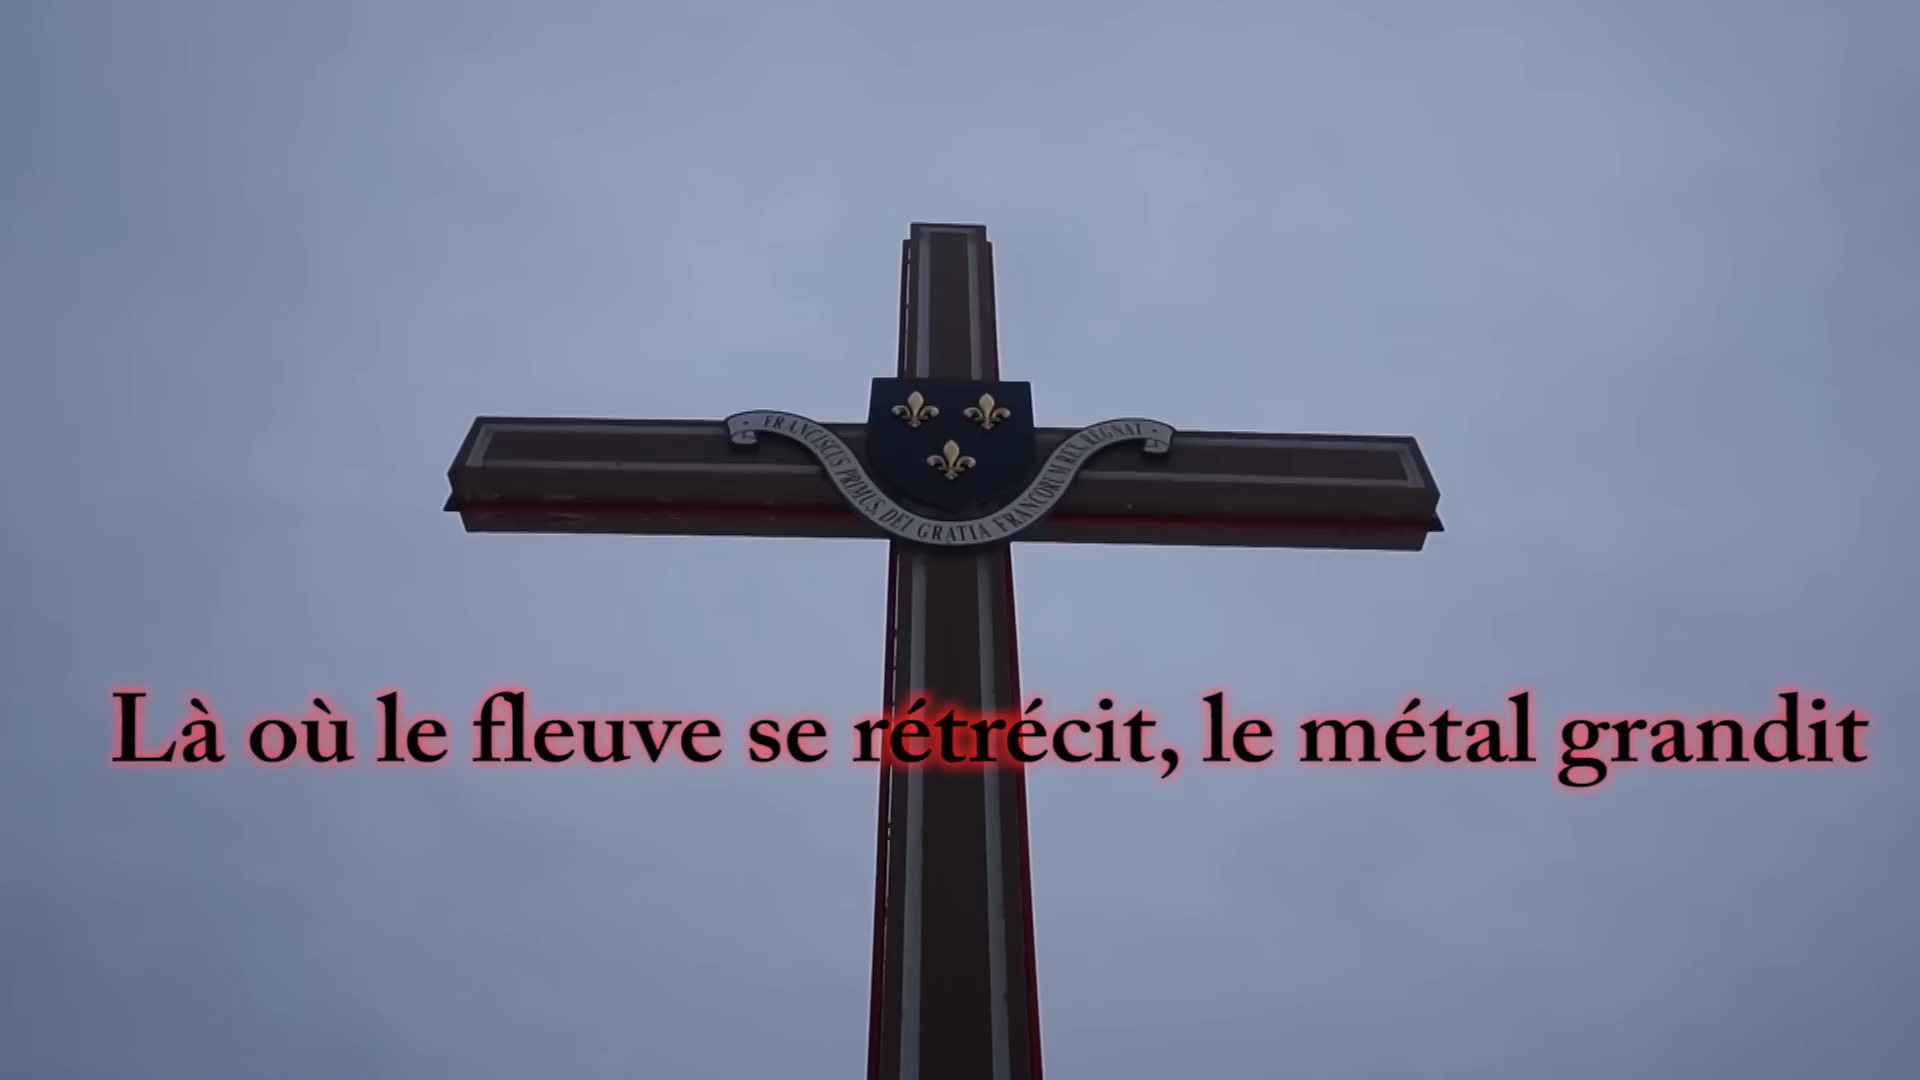 FRANCISCUS PRIMUS, DEI GRATIA FRANCORUM REX, REGNAT
Là où le fleuve se rétrécit, le métal grandit